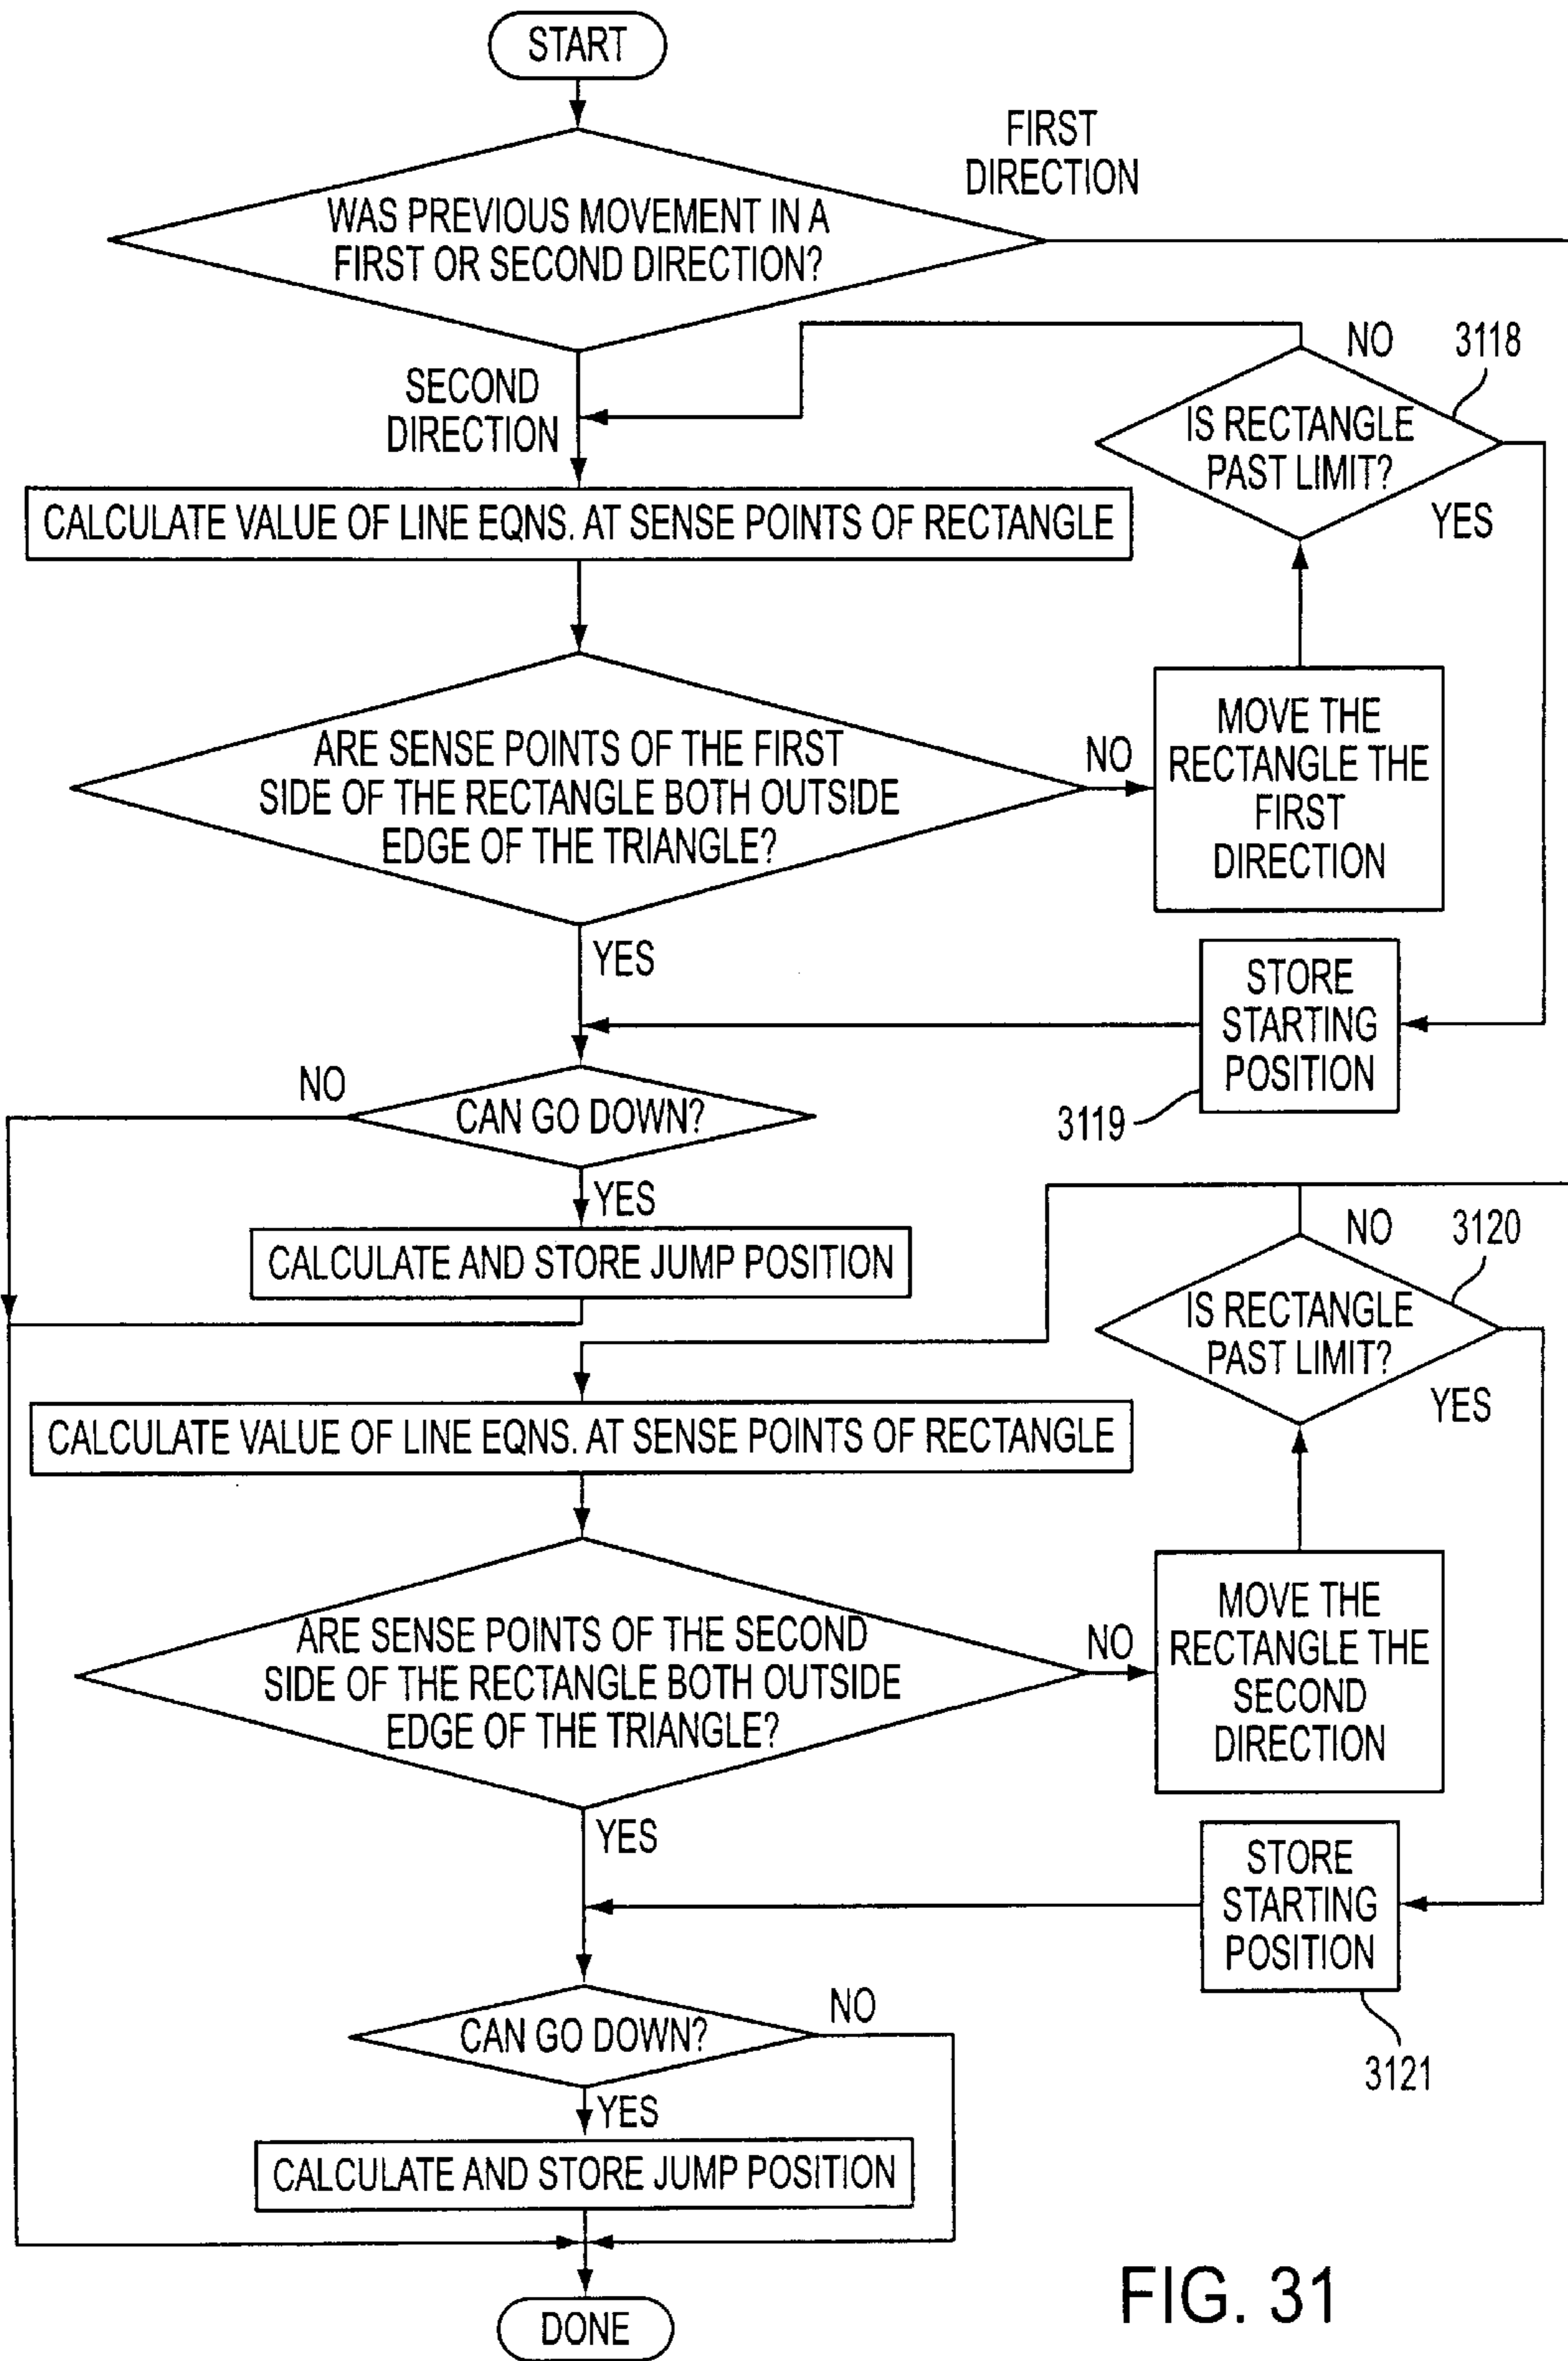 START
FIRST
DIRECTION
WAS PREVIOUS MOVEMENT IN A
FIRST OR SECOND DIRECTION?
NO
3118
SECOND
DIRECTION
IS RECTANGLE
PAST LIMIT?
YES
CALCULATE VALUE OF LINE EQNS. AT SENSE POINTS OF RECTANGLE
ARE SENSE POINTS OF THE FIRST
SIDE OF THE RECTANGLE BOTH OUTSIDE
EDGE OF THE TRIANGLE?
NO
MOVE THE
RECTANGLE THE
FIRST
DIRECTION
YES
STORE
STARTING
POSITION
3119
NO
CAN GO DOWN?
YES
CALCULATE AND STORE JUMP POSITION
NO
3120
IS RECTANGLE
PAST LIMIT?
YES
CALCULATE VALUE OF LINE EQNS. AT SENSE POINTS OF RECTANGLE
ARE SENSE POINTS OF THE SECOND
SIDE OF THE RECTANGLE BOTH OUTSIDE
EDGE OF THE TRIANGLE?
NO
MOVE THE
RECTANGLE THE
SECOND
DIRECTION
YES
STORE
STARTING
POSITION
3121
CAN GO DOWN?
NO
YES
CALCULATE AND STORE JUMP POSITION
DONE
FIG. 31